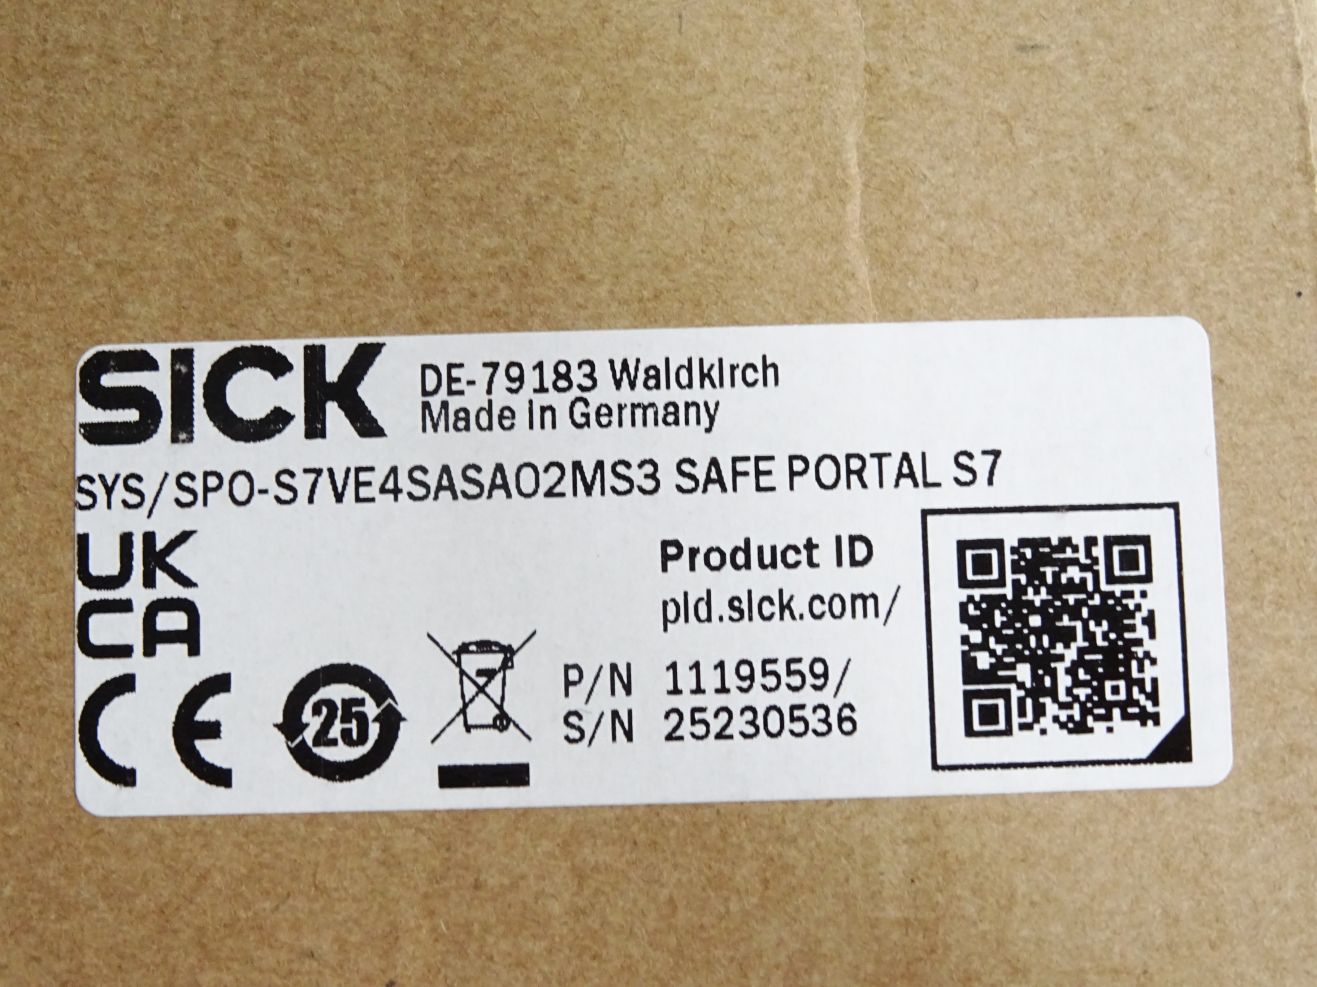 SICK
DE-79183 Waldkirch
Made in Germany
SYS/SPO-S7VE4SASA02MS3 SAFE PORTAL S7
UK
CA
Product ID
pid.sick.com/
CE
25
P/N 1119559/
S/N 25230536